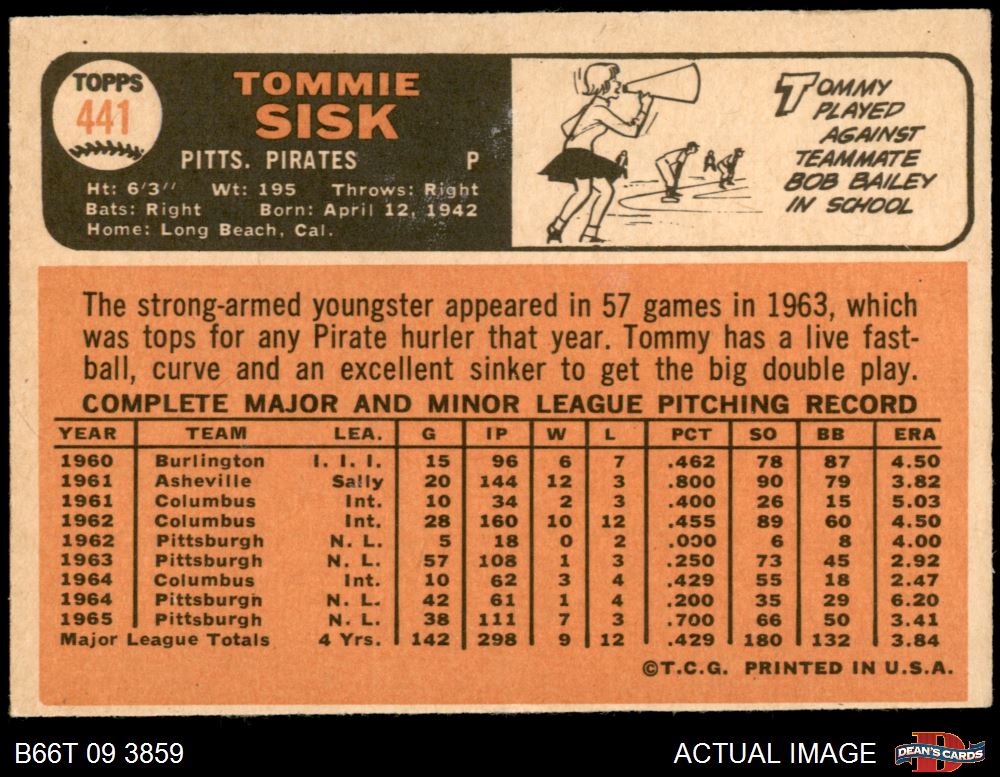 TOPPS
441
TOMMIE
SISK
PITTS. PIRATES P
Ht: 6'3" Wt: 195 Throws: Right
Bats: Right Born: April 12, 1942
Home: Long Beach, Cal.
TOMMY
PLAYED
AGAINST
TEAMMATE
BOB BAILEY
IN SCHOOL
The strong-armed youngster appeared in 57 games in 1963, which
was tops for any Pirate hurler that year. Tommy has a live fast-
ball, curve and an excellent sinker to get the big double play.
COMPLETE MAJOR AND MINOR LEAGUE PITCHING RECORD
YEAR TEAM LEA. G IP W L PCT SO BB ERA
1960 Burlington I. I. I. 15 96 6 7 .462 78 87 4.50
1961 Asheville Sally 20 144 12 3 .800 90 79 3.82
1961 Columbus Int. 10 34 2 3 .400 26 15 5.03
1962 Columbus Int. 28 160 10 12 .455 89 60 4.50
1962 Pittsburgh N. L. 5 18 0 2 .000 6 8 4.00
1963 Pittsburgh N. L. 57 108 1 3 .250 73 45 2.92
1964 Columbus Int. 10 62 3 4 .429 55 18 2.47
1964 Pittsburgh N. L. 42 61 1 4 .200 35 29 6.20
1965 Pittsburgh N. L. 38 111 7 3 .700 66 50 3.41
Major League Totals 4 Yrs. 142 298 9 12 .429 180 132 3.84
©T.C.G. PRINTED IN U.S.A.
B66T 09 3859 ACTUAL IMAGE DEAN'S CARDS